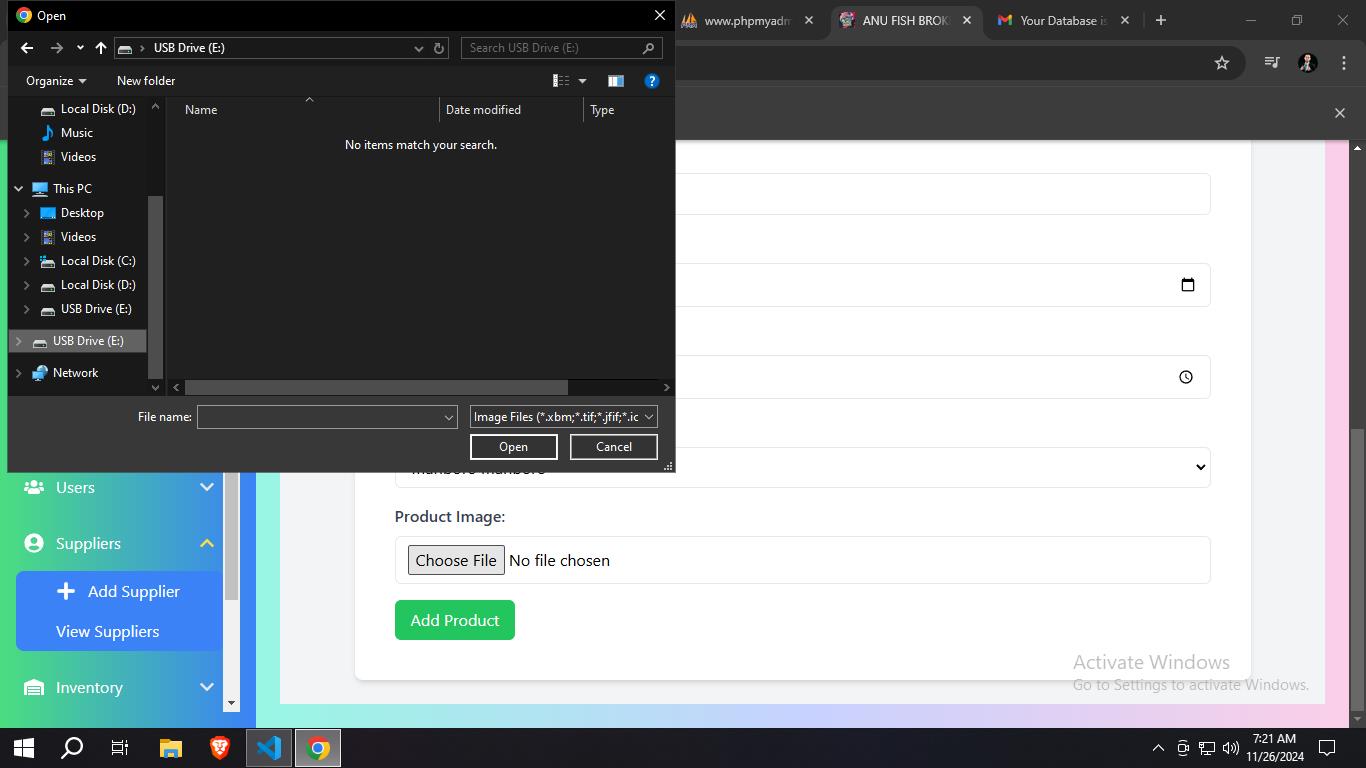 Open
www.phpmyadm
ANU FISH BROK
Your Database is
USB Drive (E:)
Search USB Drive (E:)
Organize
New folder
Name
Date modified
Type
No items match your search.
Local Disk (D:)
Music
Videos
This PC
Desktop
Videos
Local Disk (C:)
Local Disk (D:)
USB Drive (E:)
USB Drive (E:)
Network
File name:
Image Files (*.xbm;*.tif;*.jfif;*.ic
Open
Cancel
Users
Suppliers
Add Supplier
View Suppliers
Inventory
Product Image:
Choose File No file chosen
Add Product
Activate Windows
Go to Settings to activate Windows.
7:21 AM
11/26/2024